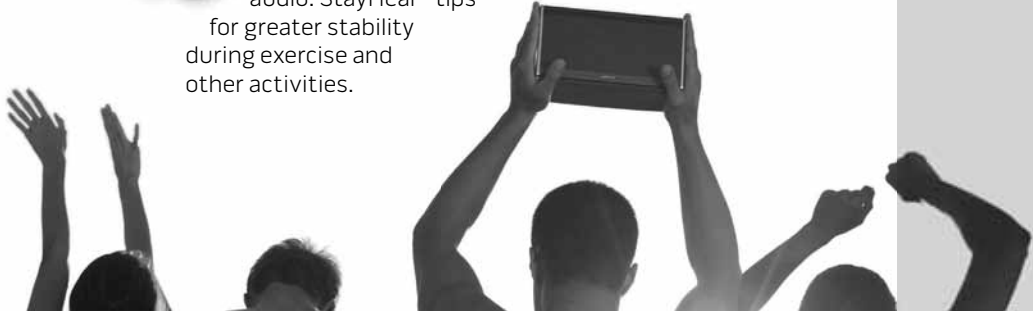 audio. StayHear tips
for greater stability
during exercise and
other activities.